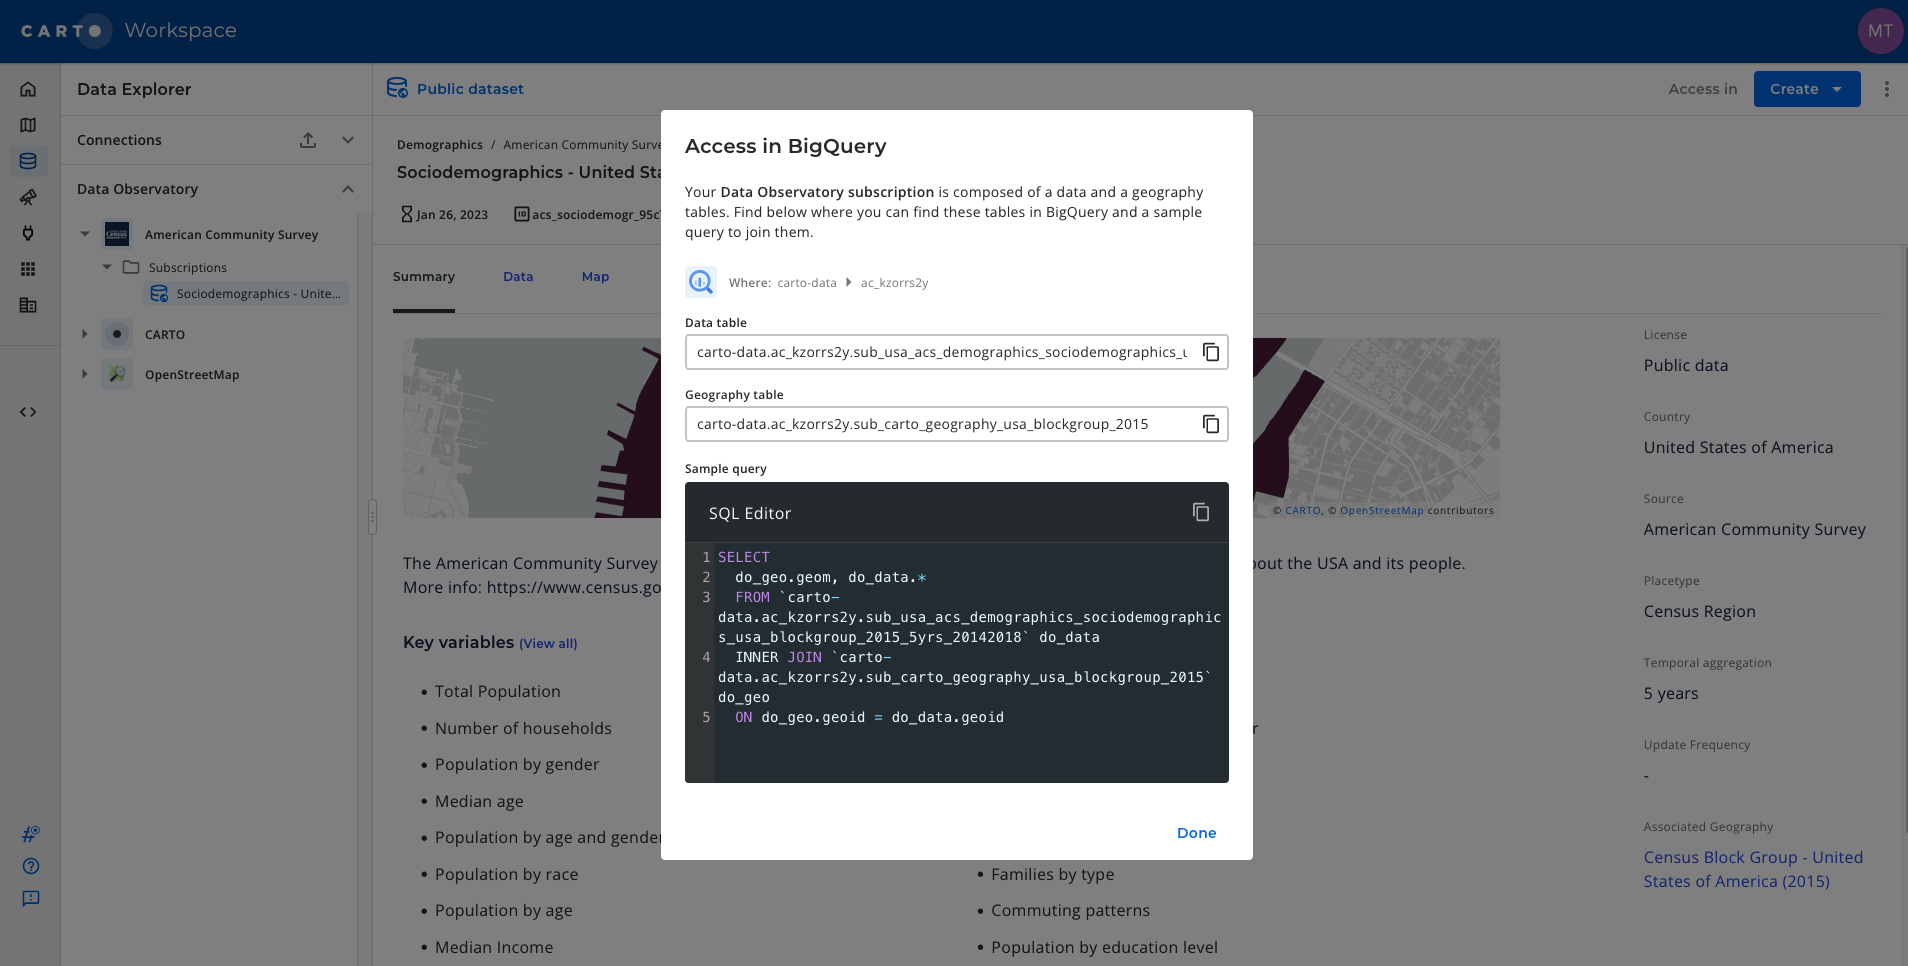 CARTO Workspace
MT
Data Explorer
Public dataset
Access in
Create
Connections
Data Observatory
American Community Survey
Subscriptions
Sociodemographics - Unite...
CARTO
OpenStreetMap
Demographics / American Community Surve
Sociodemographics - United Sta
Jan 26, 2023
acs_sociodemogr_95c
Summary
Data
Map
Access in BigQuery
Your Data Observatory subscription is composed of a data and a geography
tables. Find below where you can find these tables in BigQuery and a sample
query to join them.
Where: carto-data ac_kzorrs2y
Data table
carto-data.ac_kzorrs2y.sub_usa_acs_demographics_sociodemographics_u
Geography table
carto-data.ac_kzorrs2y.sub_carto_geography_usa_blockgroup_2015
Sample query
SQL Editor
1 SELECT
2 do_geo.geom, do_data.*
3 FROM `carto-
data.ac_kzorrs2y.sub_usa_acs_demographics_sociodemographic
s_usa_blockgroup_2015_5yrs_20142018` do_data
4 INNER JOIN `carto-
data.ac_kzorrs2y.sub_carto_geography_usa_blockgroup_2015`
do_geo
5 ON do_geo.geoid = do_data.geoid
Done
© CARTO, © OpenStreetMap contributors
The American Community Survey
bout the USA and its people.
More info: https://www.census.go
Key variables (View all)
• Total Population
• Number of households
• Population by gender
• Median age
• Population by age and gender
• Population by race
• Population by age
• Median Income
r
• Families by type
• Commuting patterns
• Population by education level
License
Public data
Country
United States of America
Source
American Community Survey
Placetype
Census Region
Temporal aggregation
5 years
Update Frequency
-
Associated Geography
Census Block Group - United
States of America (2015)